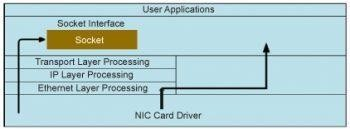 User Applications
Socket Interface
Socket
Transport Layer Processing
IP Layer Processing
Ethernet Layer Processing
NIC Card Driver